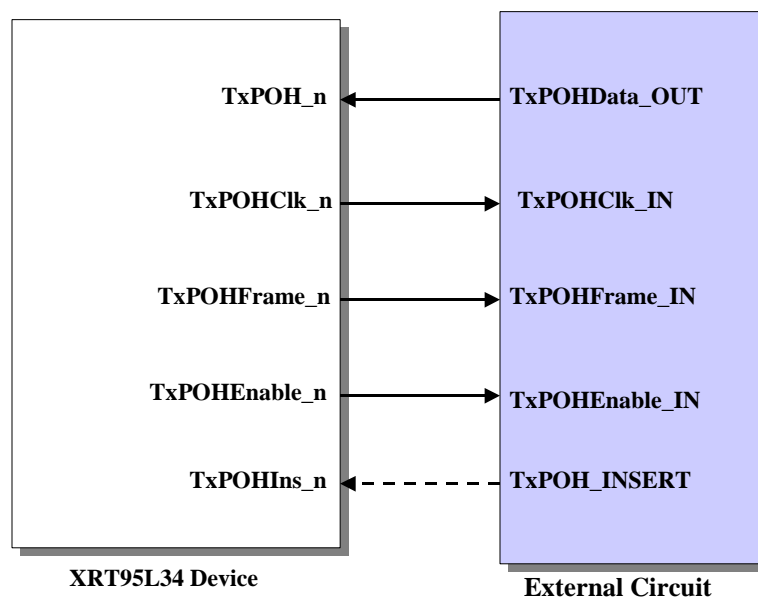 TxPOH_n
TxPOHData_OUT
TxPOHClk_n
TxPOHClk_IN
TxPOHFrame_n
TxPOHFrame_IN
TxPOHEnable_n
TxPOHEnable_IN
TxPOHIns_n
TxPOH_INSERT
XRT95L34 Device
External Circuit